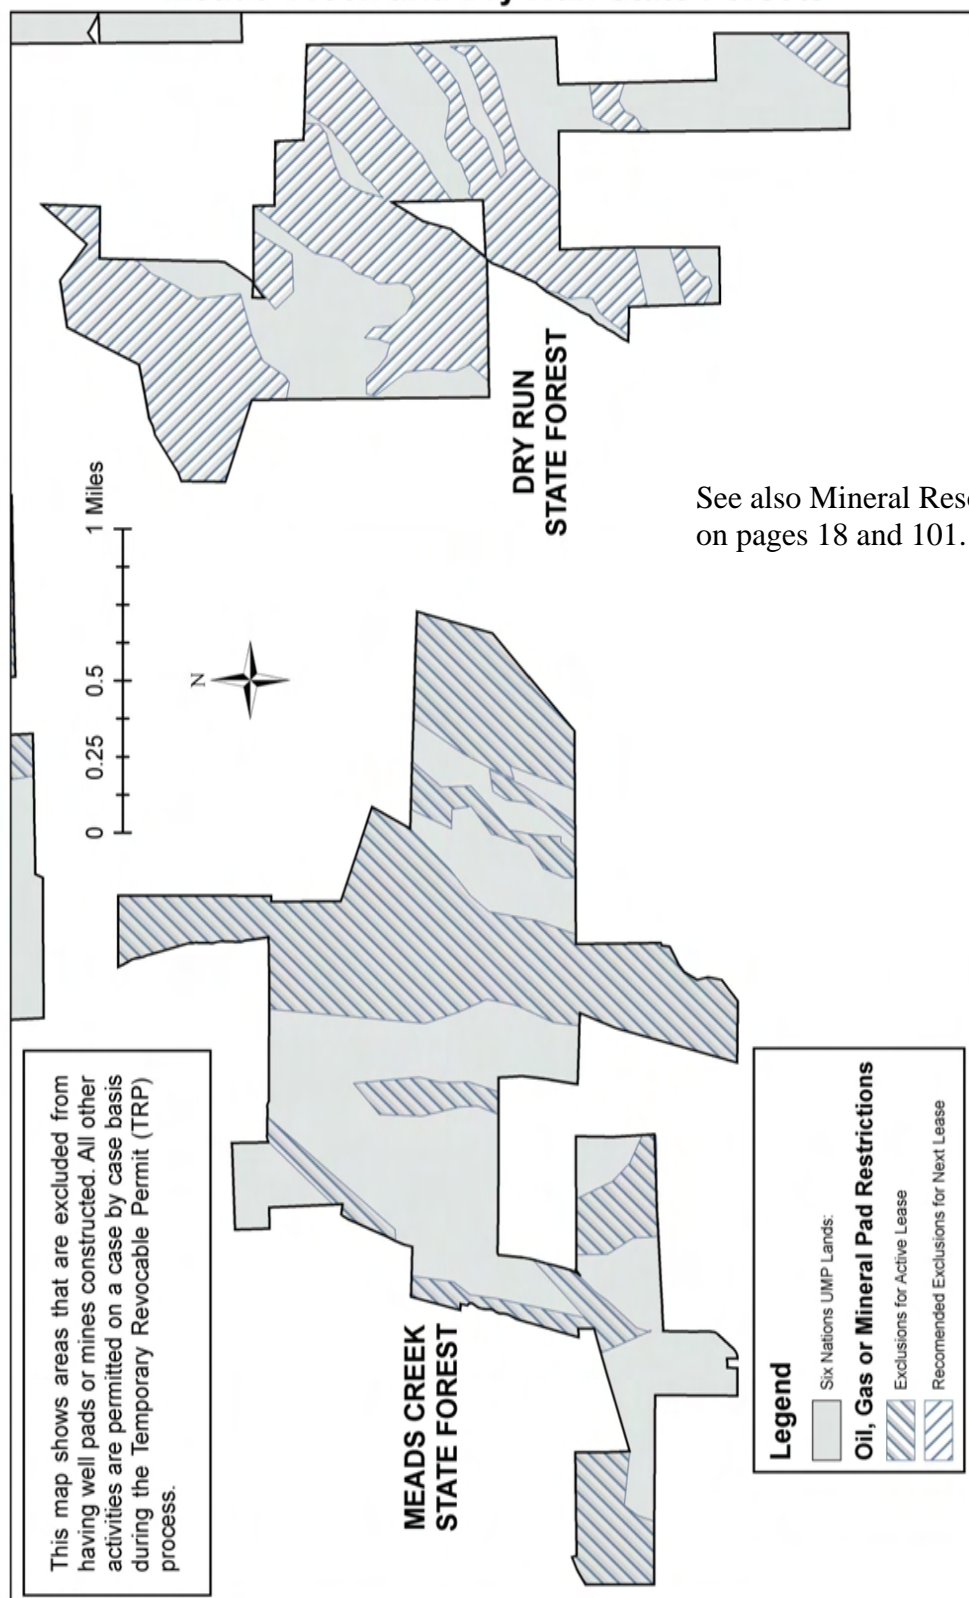 This map shows areas that are excluded from
having well pads or mines constructed. All other
activities are permitted on a case by case basis
during the Temporary Revocable Permit (TRP)
process.
0 0.25 0.5 1 Miles
N
MEADS CREEK
STATE FOREST
DRY RUN
STATE FOREST
See also Mineral Reso
on pages 18 and 101.
Legend
Six Nations UMP Lands:
Oil, Gas or Mineral Pad Restrictions
Exclusions for Active Lease
Recomended Exclusions for Next Lease